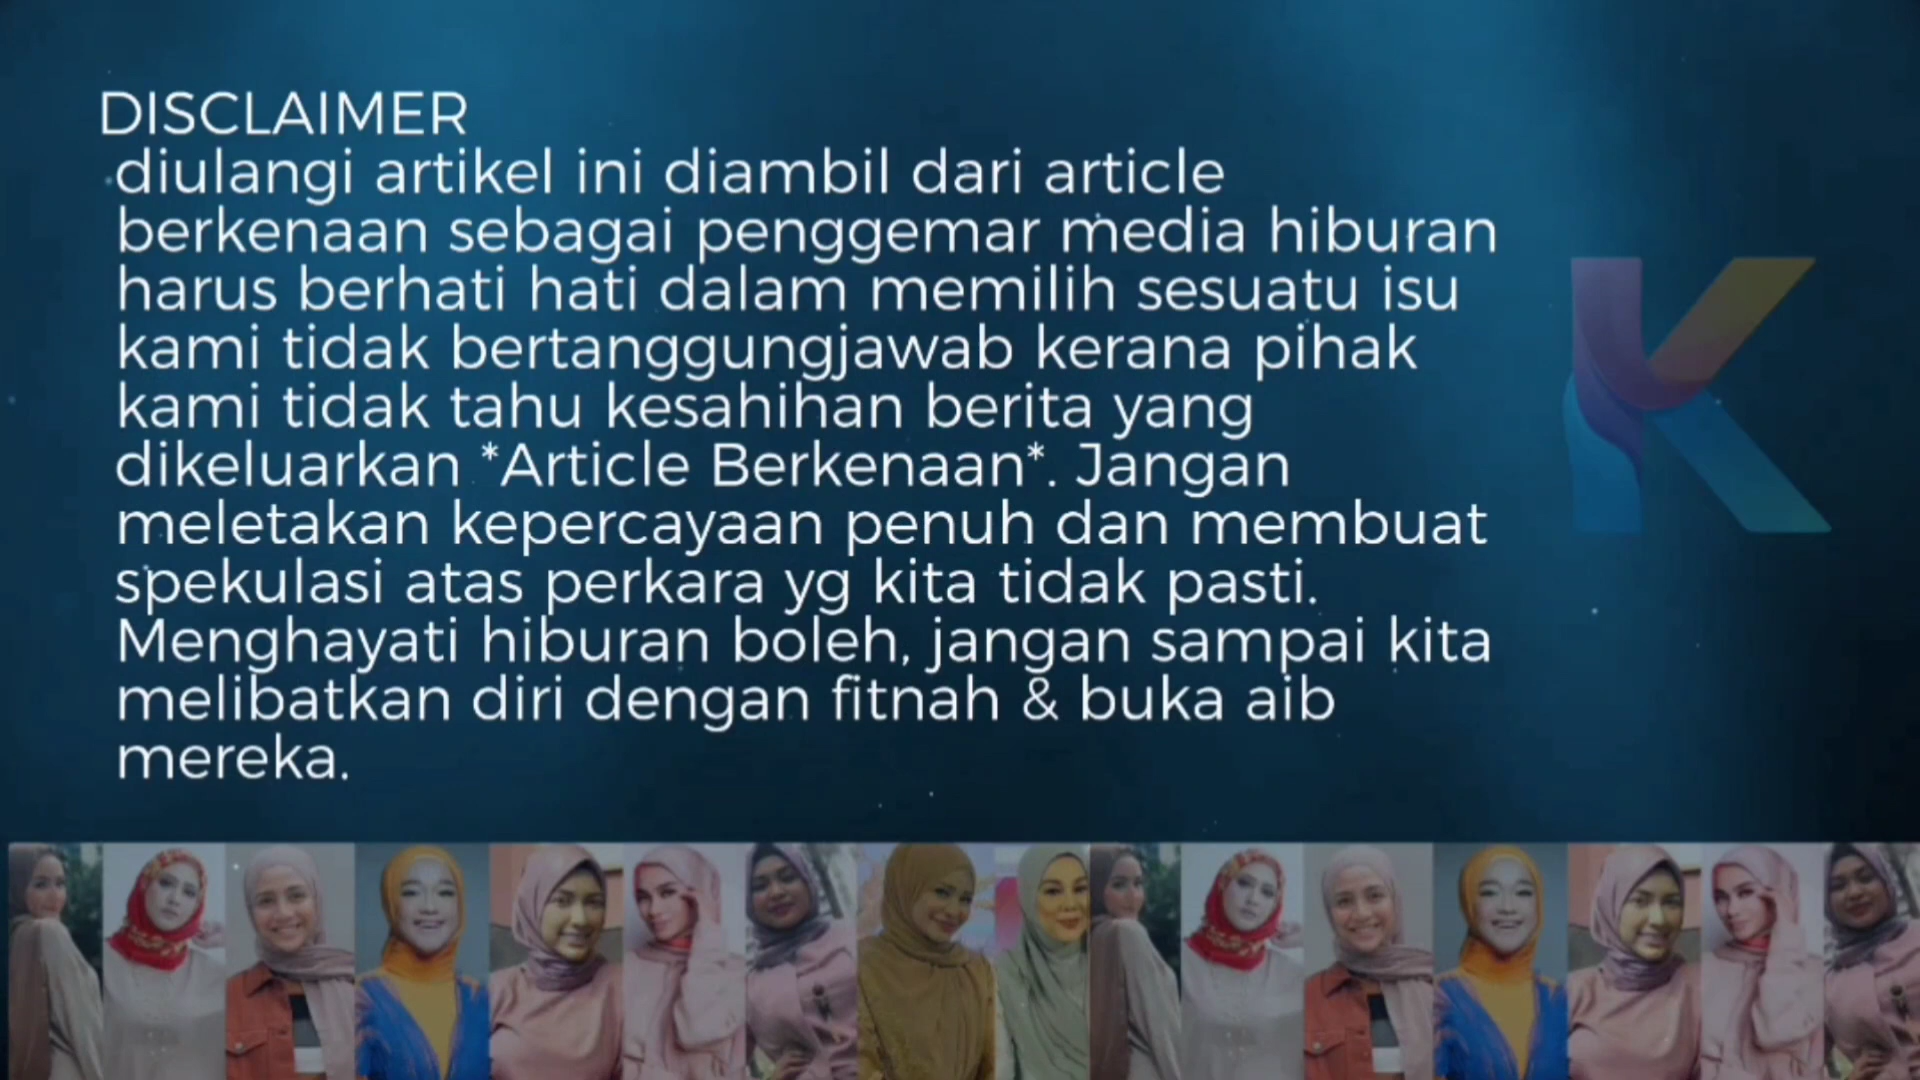 DISCLAIMER
diulangi artikel ini diambil dari article
berkenaan sebagai penggemar media hiburan
harus berhati hati dalam memilih sesuatu isu
kami tidak bertanggungjawab kerana pihak
kami tidak tahu kesahihan berita yang
dikeluarkan *Article Berkenaan*. Jangan
meletakan kepercayaan penuh dan membuat
spekulasi atas perkara yg kita tidak pasti.
Menghayati hiburan boleh, jangan sampai kita
melibatkan diri dengan fitnah & buka aib
mereka.
K